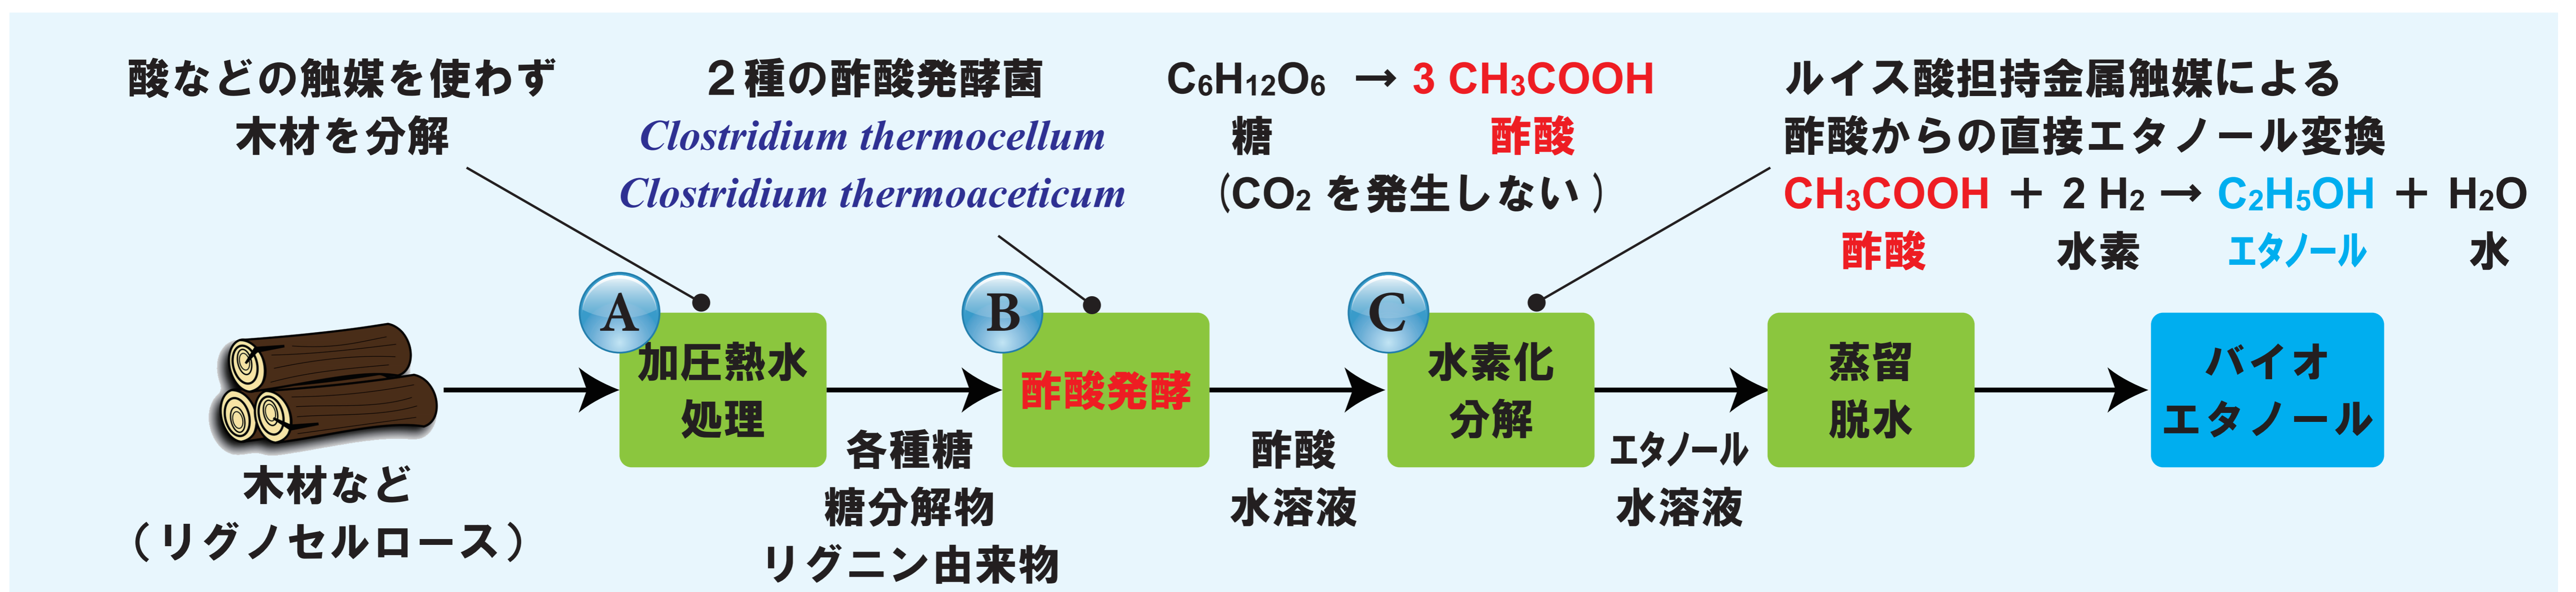 酸などの触媒を使わず
木材を分解
２種の酢酸発酵菌
Clostridium thermocellum
Clostridium thermoaceticum
C6H12O6 → 3 CH3COOH
糖 酢酸
（CO2 を発生しない）
ルイス酸担持金属触媒による
酢酸からの直接エタノール変換
CH3COOH + 2 H2 → C2H5OH + H2O
酢酸 水素 エタノール 水
木材など
（リグノセルロース）
A
加圧熱水
処理
各種糖
糖分解物
リグニン由来物
B
酢酸発酵
酢酸
水溶液
C
水素化
分解
エタノール
水溶液
蒸留
脱水
バイオ
エタノール